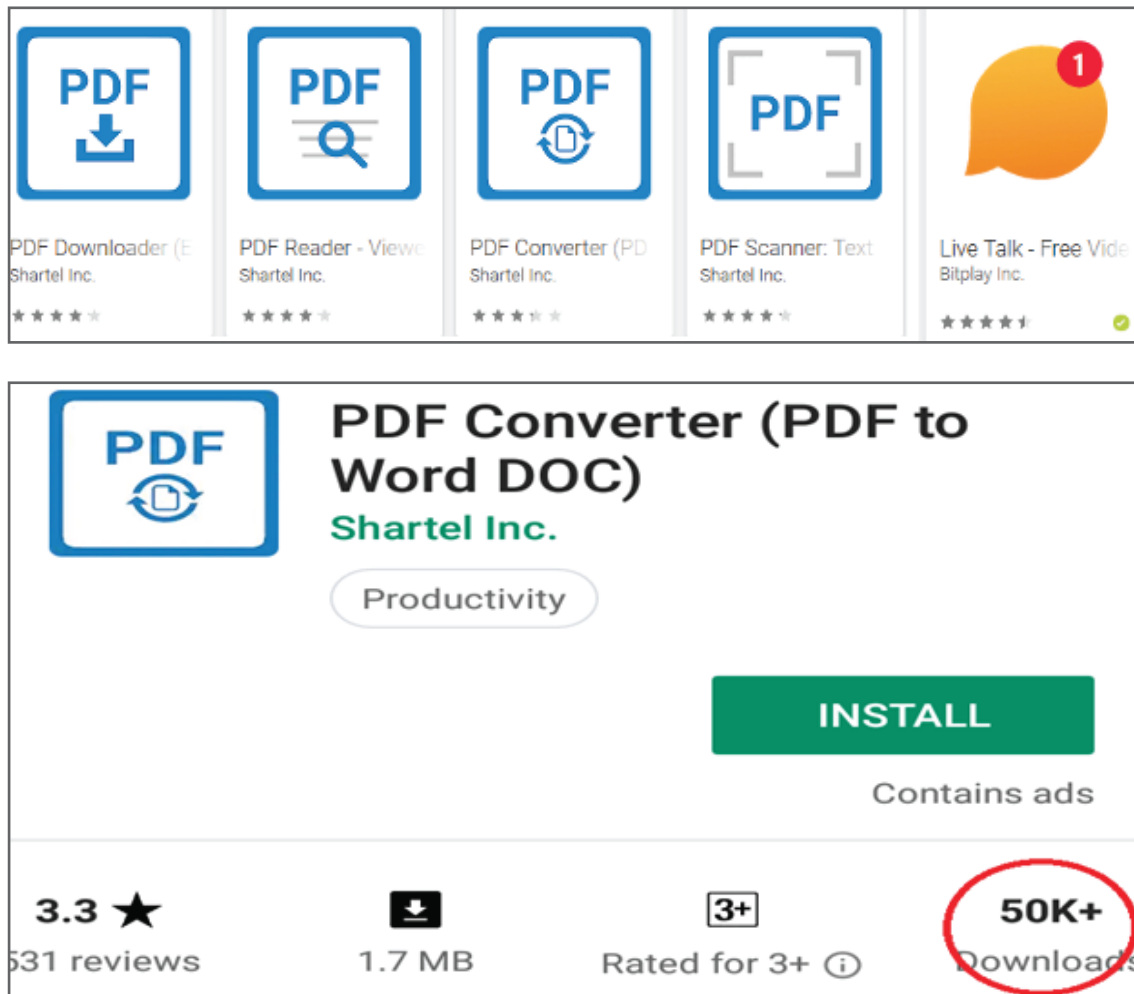 PDF
PDF
PDF
PDF
1
PDF Downloader (E
PDF Reader - Viewe
PDF Converter (PD
PDF Scanner: Text
Live Talk - Free Vide
Shartel Inc.
Shartel Inc.
Shartel Inc.
Shartel Inc.
Bitplay Inc.
PDF
PDF Converter (PDF to
Word DOC)
Shartel Inc.
Productivity
INSTALL
Contains ads
3.3 ★
3+
50K+
531 reviews
1.7 MB
Rated for 3+
Downloads